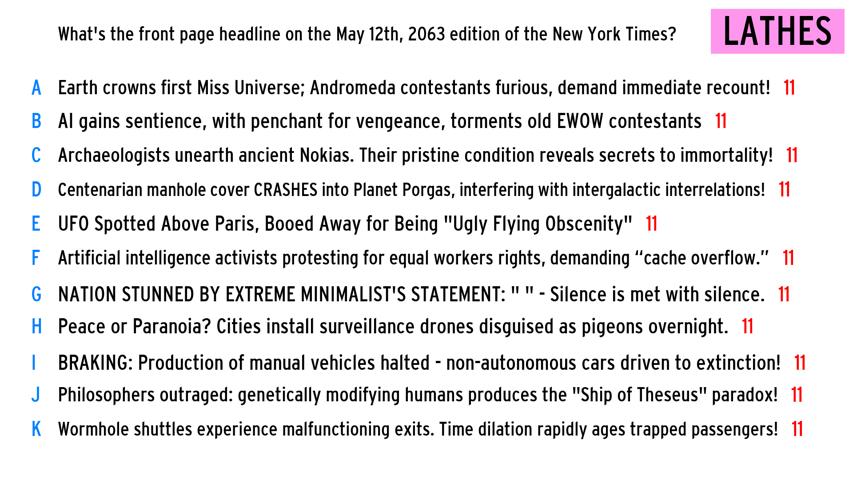 What's the front page headline on the May 12th, 2063 edition of the New York Times?
LATHES
A Earth crowns first Miss Universe; Andromeda contestants furious, demand immediate recount! 11
B AI gains sentience, with penchant for vengeance, torments old EWOW contestants 11
C Archaeologists unearth ancient Nokias. Their pristine condition reveals secrets to immortality! 11
D Centenarian manhole cover CRASHES into Planet Porgas, interfering with intergalactic interrelations! 11
E UFO Spotted Above Paris, Booed Away for Being "Ugly Flying Obscenity" 11
F Artificial intelligence activists protesting for equal workers rights, demanding “cache overflow.” 11
G NATION STUNNED BY EXTREME MINIMALIST'S STATEMENT: " " - Silence is met with silence. 11
H Peace or Paranoia? Cities install surveillance drones disguised as pigeons overnight. 11
I BRAKING: Production of manual vehicles halted - non-autonomous cars driven to extinction! 11
J Philosophers outraged: genetically modifying humans produces the "Ship of Theseus" paradox! 11
K Wormhole shuttles experience malfunctioning exits. Time dilation rapidly ages trapped passengers! 11